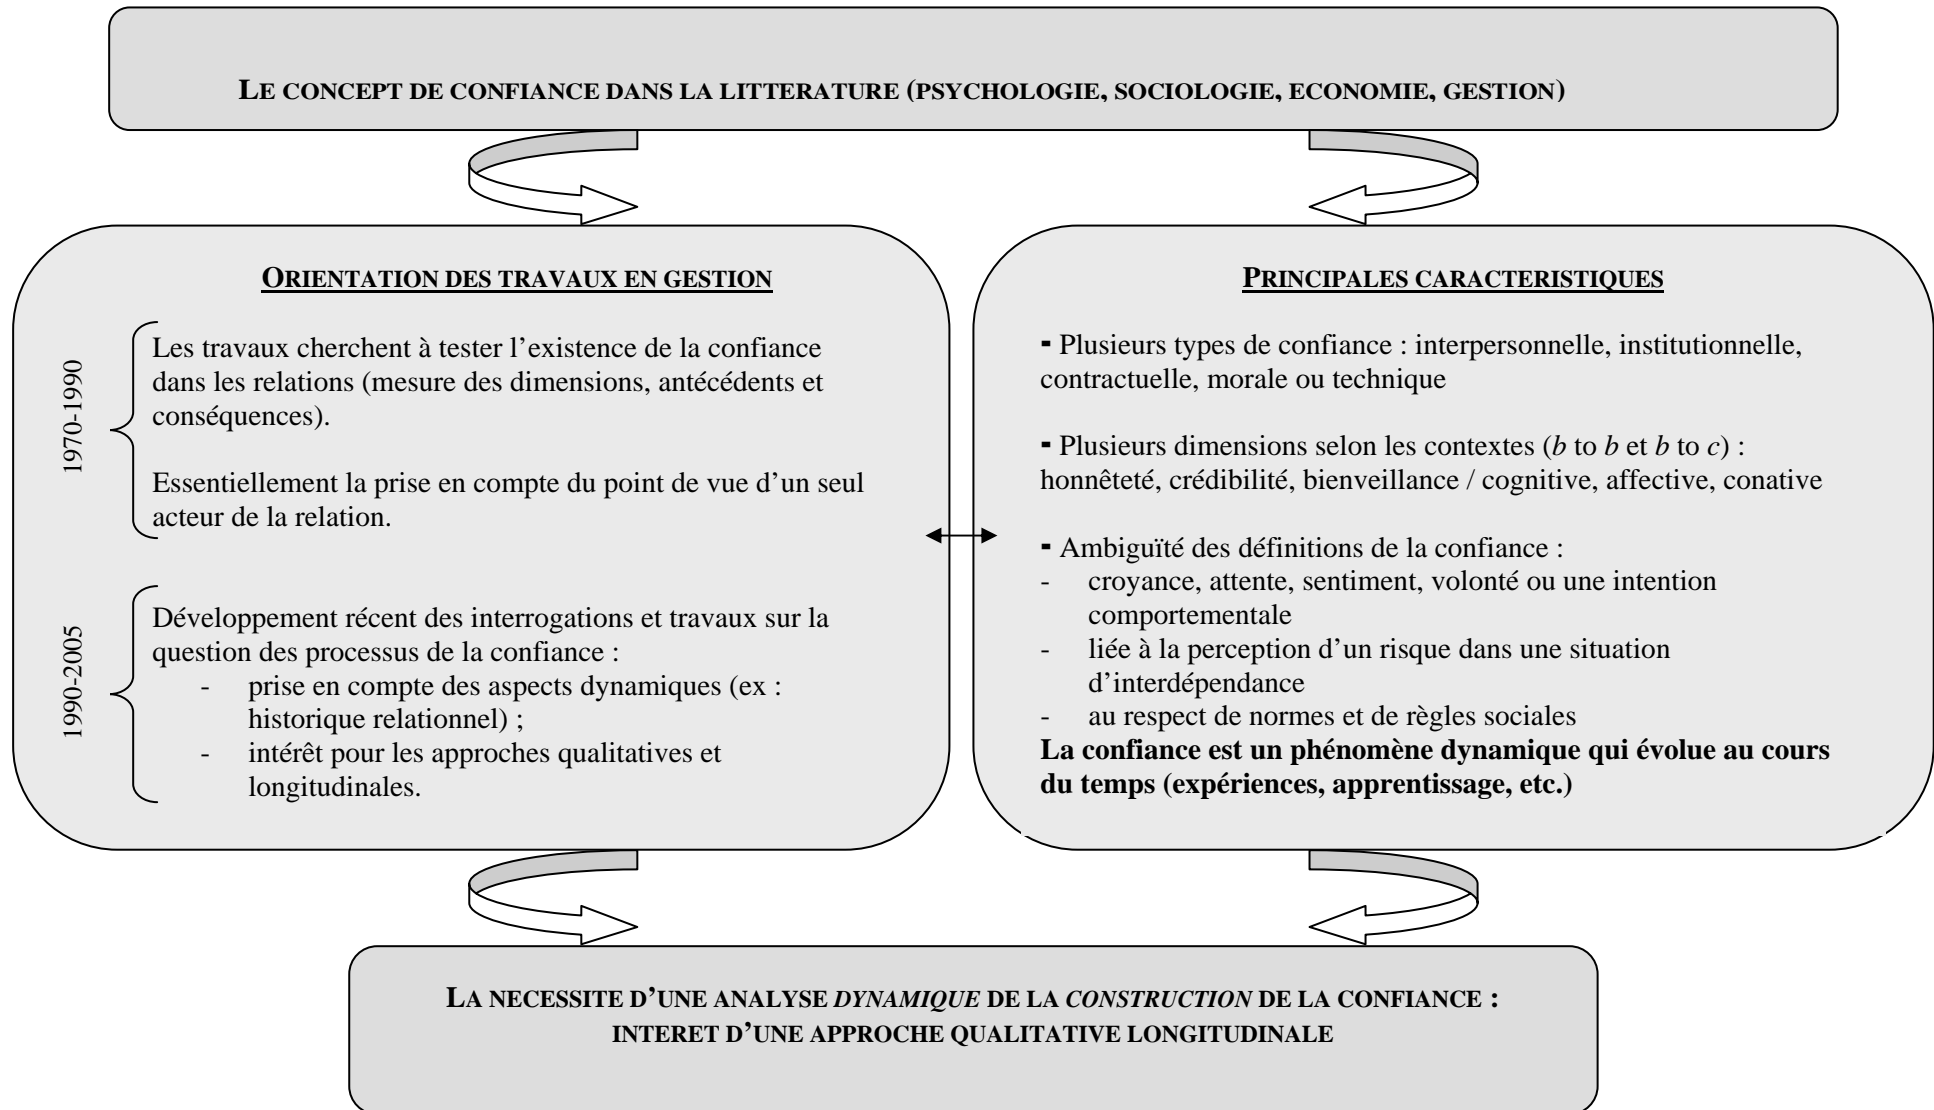 LE CONCEPT DE CONFIANCE DANS LA LITTERATURE (PSYCHOLOGIE, SOCIOLOGIE, ECONOMIE, GESTION)
ORIENTATION DES TRAVAUX EN GESTION
1970-1990
Les travaux cherchent à tester l’existence de la confiance
dans les relations (mesure des dimensions, antécédents et
conséquences).
Essentiellement la prise en compte du point de vue d’un seul
acteur de la relation.
1990-2005
Développement récent des interrogations et travaux sur la
question des processus de la confiance :
- prise en compte des aspects dynamiques (ex :
historique relationnel) ;
- intérêt pour les approches qualitatives et
longitudinales.
PRINCIPALES CARACTERISTIQUES
▪ Plusieurs types de confiance : interpersonnelle, institutionnelle,
contractuelle, morale ou technique
▪ Plusieurs dimensions selon les contextes (b to b et b to c) :
honnêteté, crédibilité, bienveillance / cognitive, affective, conative
▪ Ambiguïté des définitions de la confiance :
- croyance, attente, sentiment, volonté ou une intention
comportementale
- liée à la perception d’un risque dans une situation
d’interdépendance
- au respect de normes et de règles sociales
La confiance est un phénomène dynamique qui évolue au cours
du temps (expériences, apprentissage, etc.)
LA NECESSITE D’UNE ANALYSE DYNAMIQUE DE LA CONSTRUCTION DE LA CONFIANCE :
INTERET D’UNE APPROCHE QUALITATIVE LONGITUDINALE